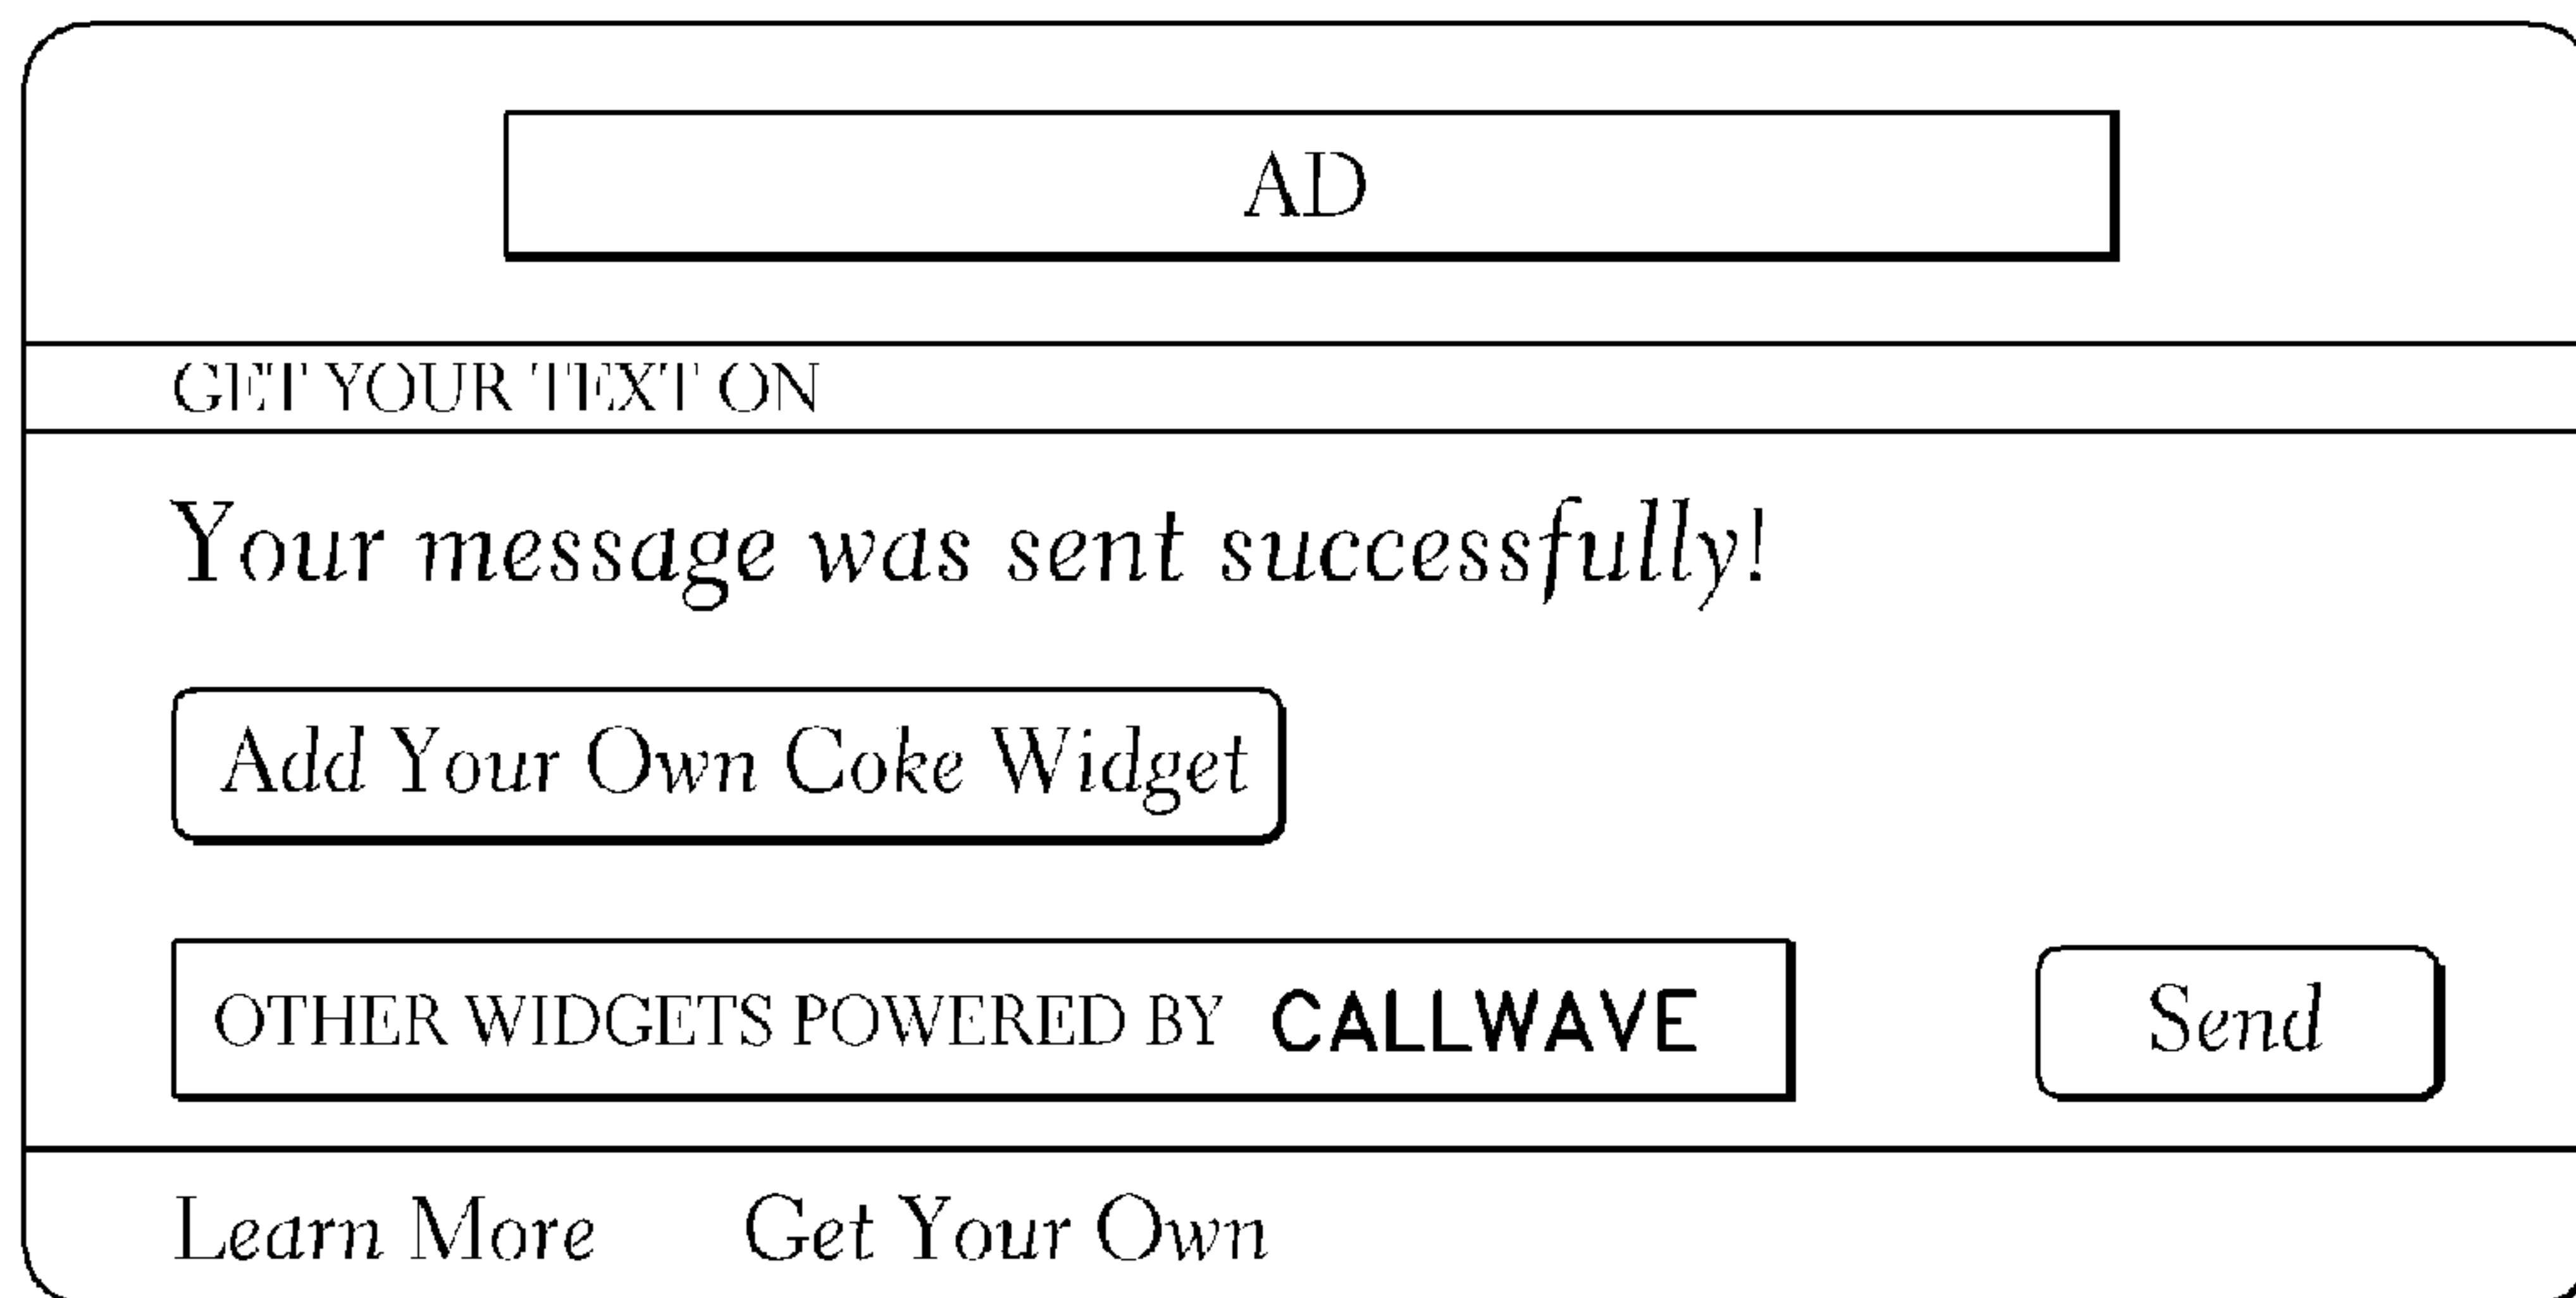 AD
GET YOUR TEXT ON
Your message was sent successfully!
Add Your Own Coke Widget
OTHER WIDGETS POWERED BY CALLWAVE
Send
Learn More Get Your Own